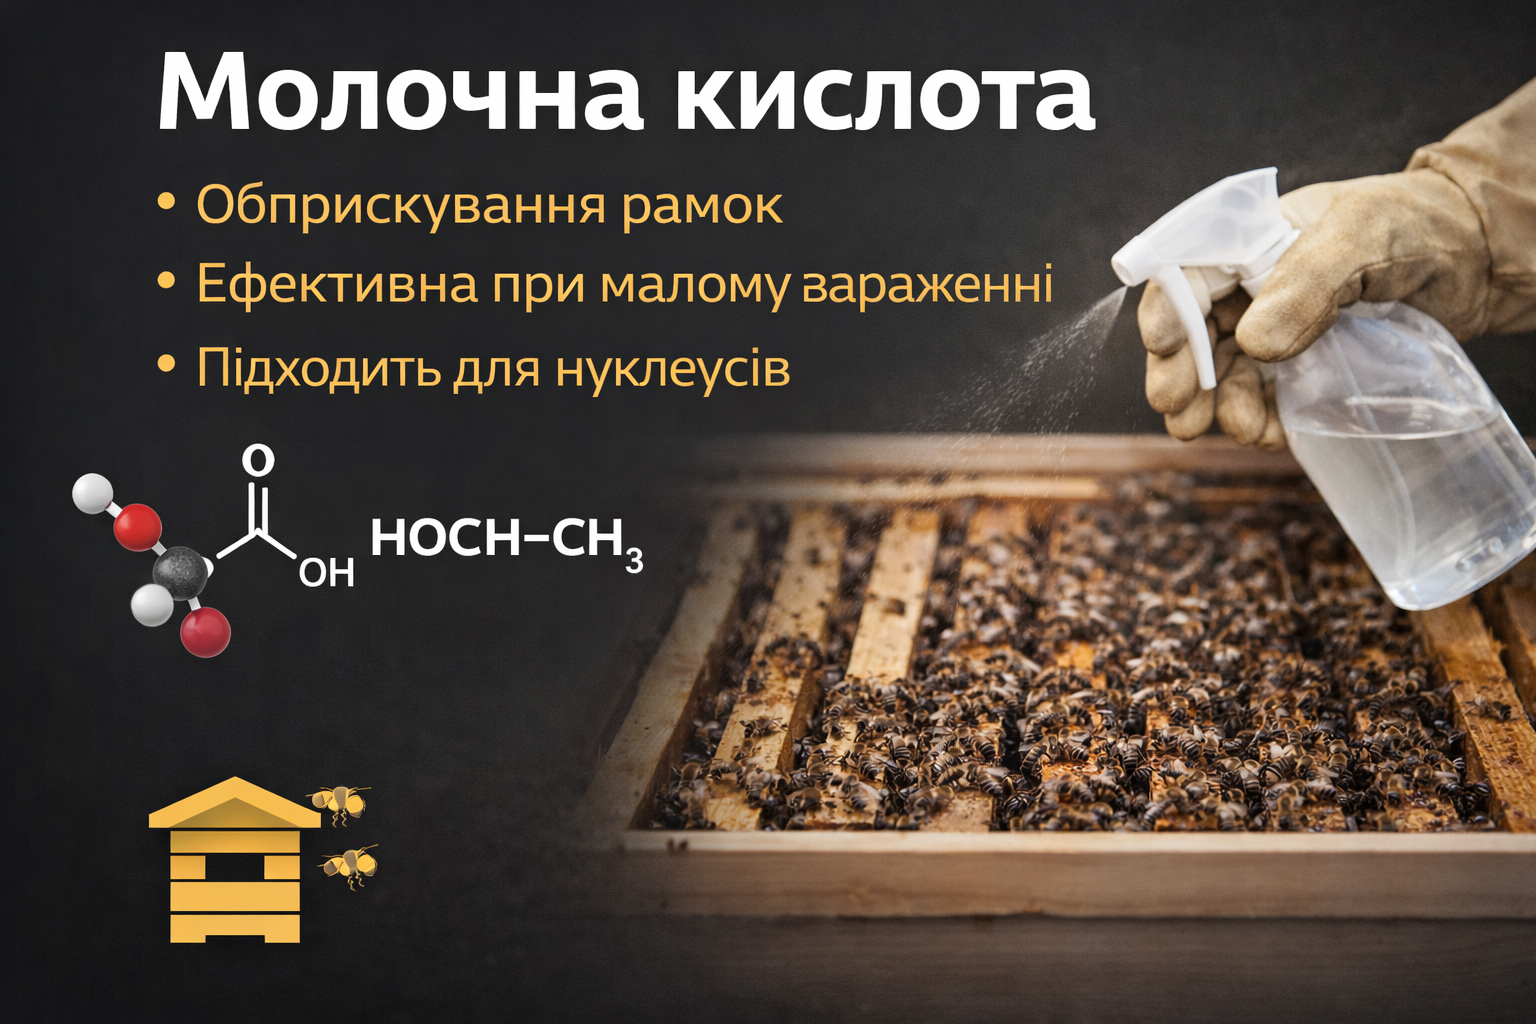 Молочна кислота
• Обприскування рамок
• Ефективна при малому зараженні
• Підходить для нуклеусів
O
OH
HOCH–CH₃